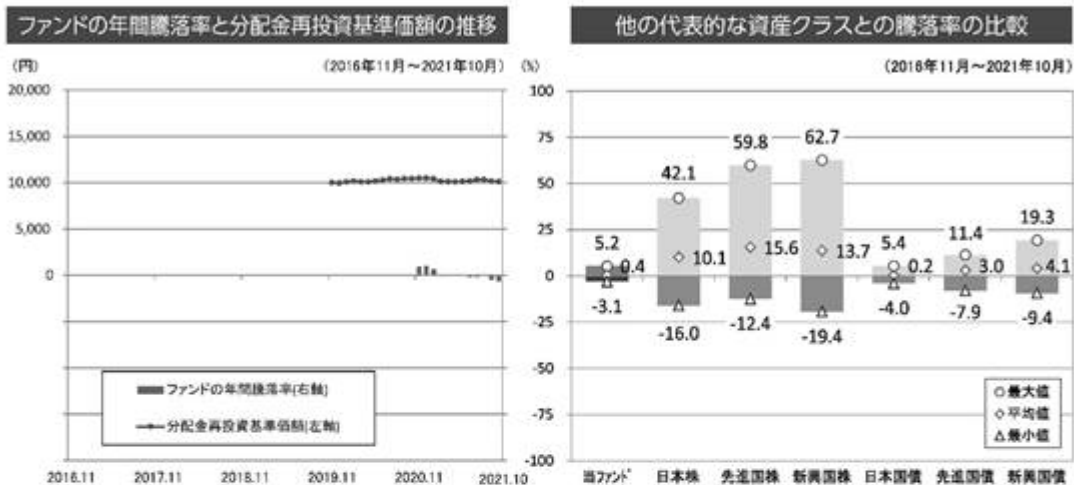 ファンドの年間騰落率と分配金再投資基準価額の推移
(円)
(2016年11月～2021年10月)
(%)
20,000
15,000
10,000
5,000
0
ファンドの年間騰落率(右軸)
分配金再投資基準価額(左軸)
2016.11 2017.11 2018.11 2019.11 2020.11 2021.10
他の代表的な資産クラスとの騰落率の比較
(2016年11月～2021年10月)
100
75
50
25
0
-25
-50
-75
-100
5.2 42.1 59.8 62.7 5.4 11.4 19.3
0.4 10.1 15.6 13.7 0.2 3.0 4.1
-3.1 -16.0 -12.4 -19.4 -4.0 -7.9 -9.4
○最大値
◇平均値
△最小値
当ファンド 日本株 先進国株 新興国株 日本国債 先進国債 新興国債